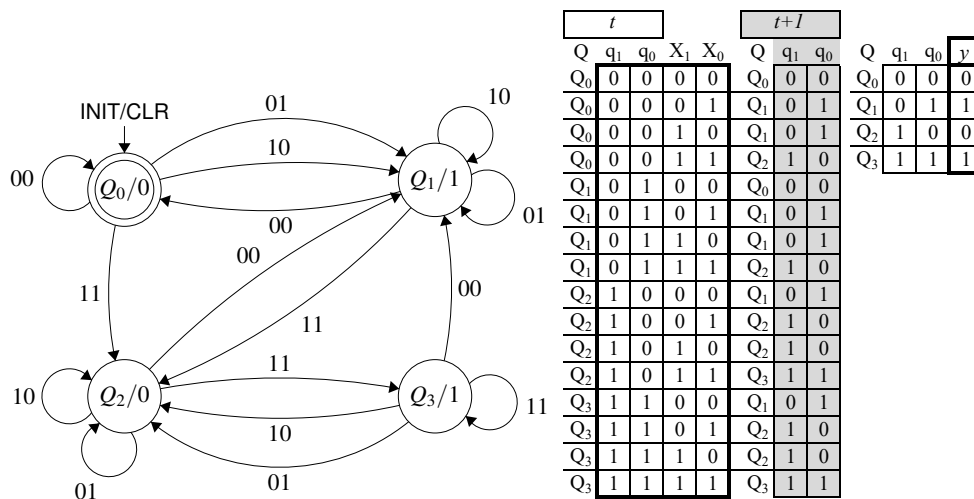 t t+1
Q q₁ q₀ X₁ X₀ Q q₁ q₀ Q q₁ q₀ y
Q₀ 0 0 0 0 Q₀ 0 0 Q₀ 0 0 0
Q₀ 0 0 0 1 Q₁ 0 1 Q₁ 0 1 1
Q₀ 0 0 1 0 Q₁ 0 1 Q₂ 1 0 0
Q₀ 0 0 1 1 Q₂ 1 0 Q₃ 1 1 1
Q₁ 0 1 0 0 Q₀ 0 0
Q₁ 0 1 0 1 Q₁ 0 1
Q₁ 0 1 1 0 Q₁ 0 1
Q₁ 0 1 1 1 Q₂ 1 0
Q₂ 1 0 0 0 Q₁ 0 1
Q₂ 1 0 0 1 Q₂ 1 0
Q₂ 1 0 1 0 Q₂ 1 0
Q₂ 1 0 1 1 Q₃ 1 1
Q₃ 1 1 0 0 Q₁ 0 1
Q₃ 1 1 0 1 Q₂ 1 0
Q₃ 1 1 1 0 Q₂ 1 0
Q₃ 1 1 1 1 Q₃ 1 1
INIT/CLR
01
10
10
00
Q₀/0
Q₁/1
00
01
00
11
11
00
Q₂/0
11
Q₃/1
10
11
10
01
01